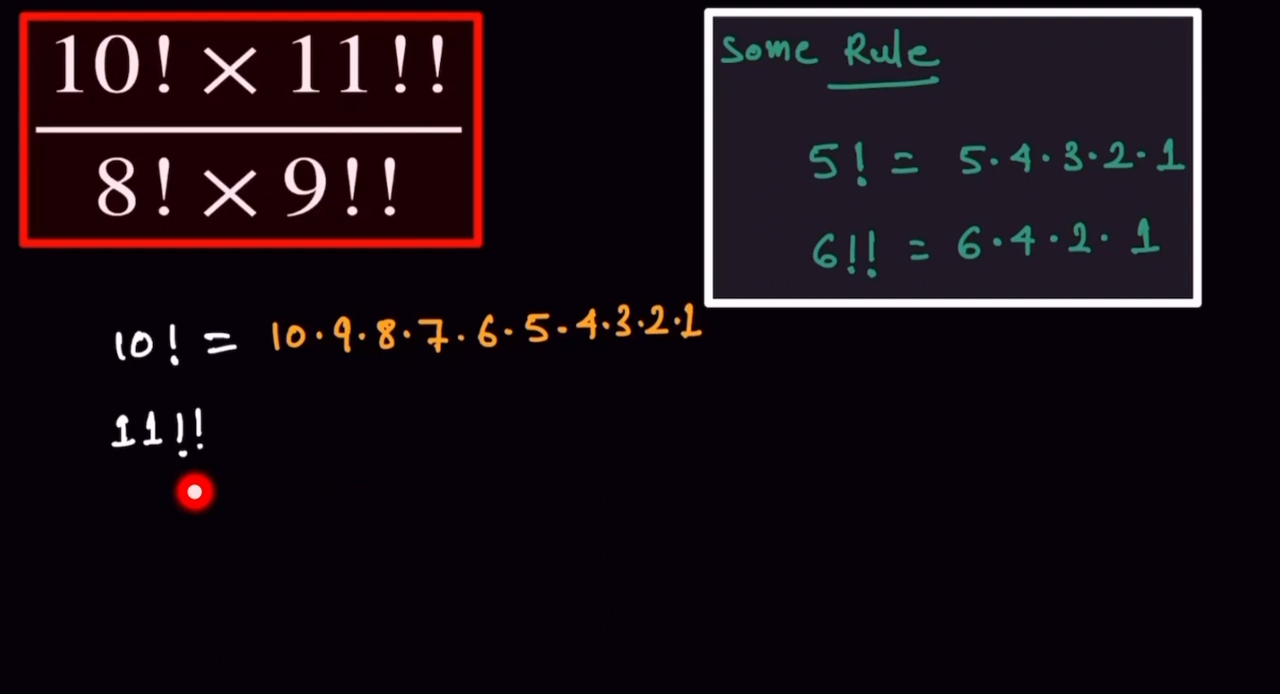 10! × 11!!
8! × 9!!
Some Rule
5! = 5·4·3·2·1
6!! = 6·4·2·1
10! = 10·9·8·7·6·5·4·3·2·1
11!!